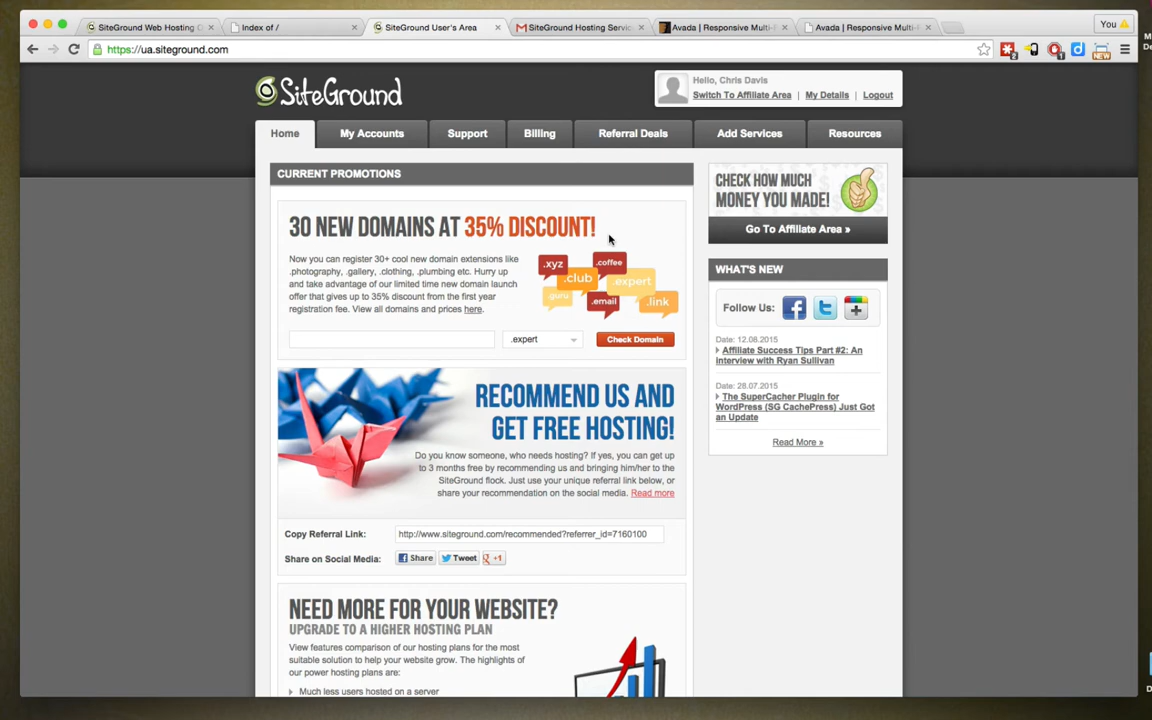 SiteGround Web Hosting C
Index of /
SiteGround User's Area
SiteGround Hosting Servic
Avada | Responsive Multi-P
Avada | Responsive Multi-P
You
https://ua.siteground.com
SiteGround
Hello, Chris Davis
Switch To Affiliate Area | My Details | Logout
Home
My Accounts
Support
Billing
Referral Deals
Add Services
Resources
CURRENT PROMOTIONS
30 NEW DOMAINS AT 35% DISCOUNT!
Now you can register 30+ cool new domain extensions like
.photography, .gallery, .clothing, .plumbing etc. Hurry up
and take advantage of our limited time new domain launch
offer that gives up to 35% discount from the first year
registration fee. View all domains and prices here.
.xyz
.coffee
.club
.expert
.guru
.email
.link
.expert
Check Domain
RECOMMEND US AND
GET FREE HOSTING!
Do you know someone, who needs hosting? If yes, you can get up
to 3 months free by recommending us and bringing him/her to the
SiteGround flock. Just use your unique referral link below, or
share your recommendation on the social media. Read more
Copy Referral Link:
http://www.siteground.com/recommended?referrer_id=7160100
Share on Social Media:
Share
Tweet
+1
NEED MORE FOR YOUR WEBSITE?
UPGRADE TO A HIGHER HOSTING PLAN
View features comparison of our hosting plans for the most
suitable solution to help your website grow. The highlights of
our power hosting plans are:
Much less users hosted on a server
CHECK HOW MUCH
MONEY YOU MADE!
Go To Affiliate Area »
WHAT'S NEW
Follow Us:
Date: 12.08.2015
Affiliate Success Tips Part #2: An
Interview with Ryan Sullivan
Date: 28.07.2015
The SuperCacher Plugin for
WordPress (SG CachePress) Just Got
an Update
Read More »